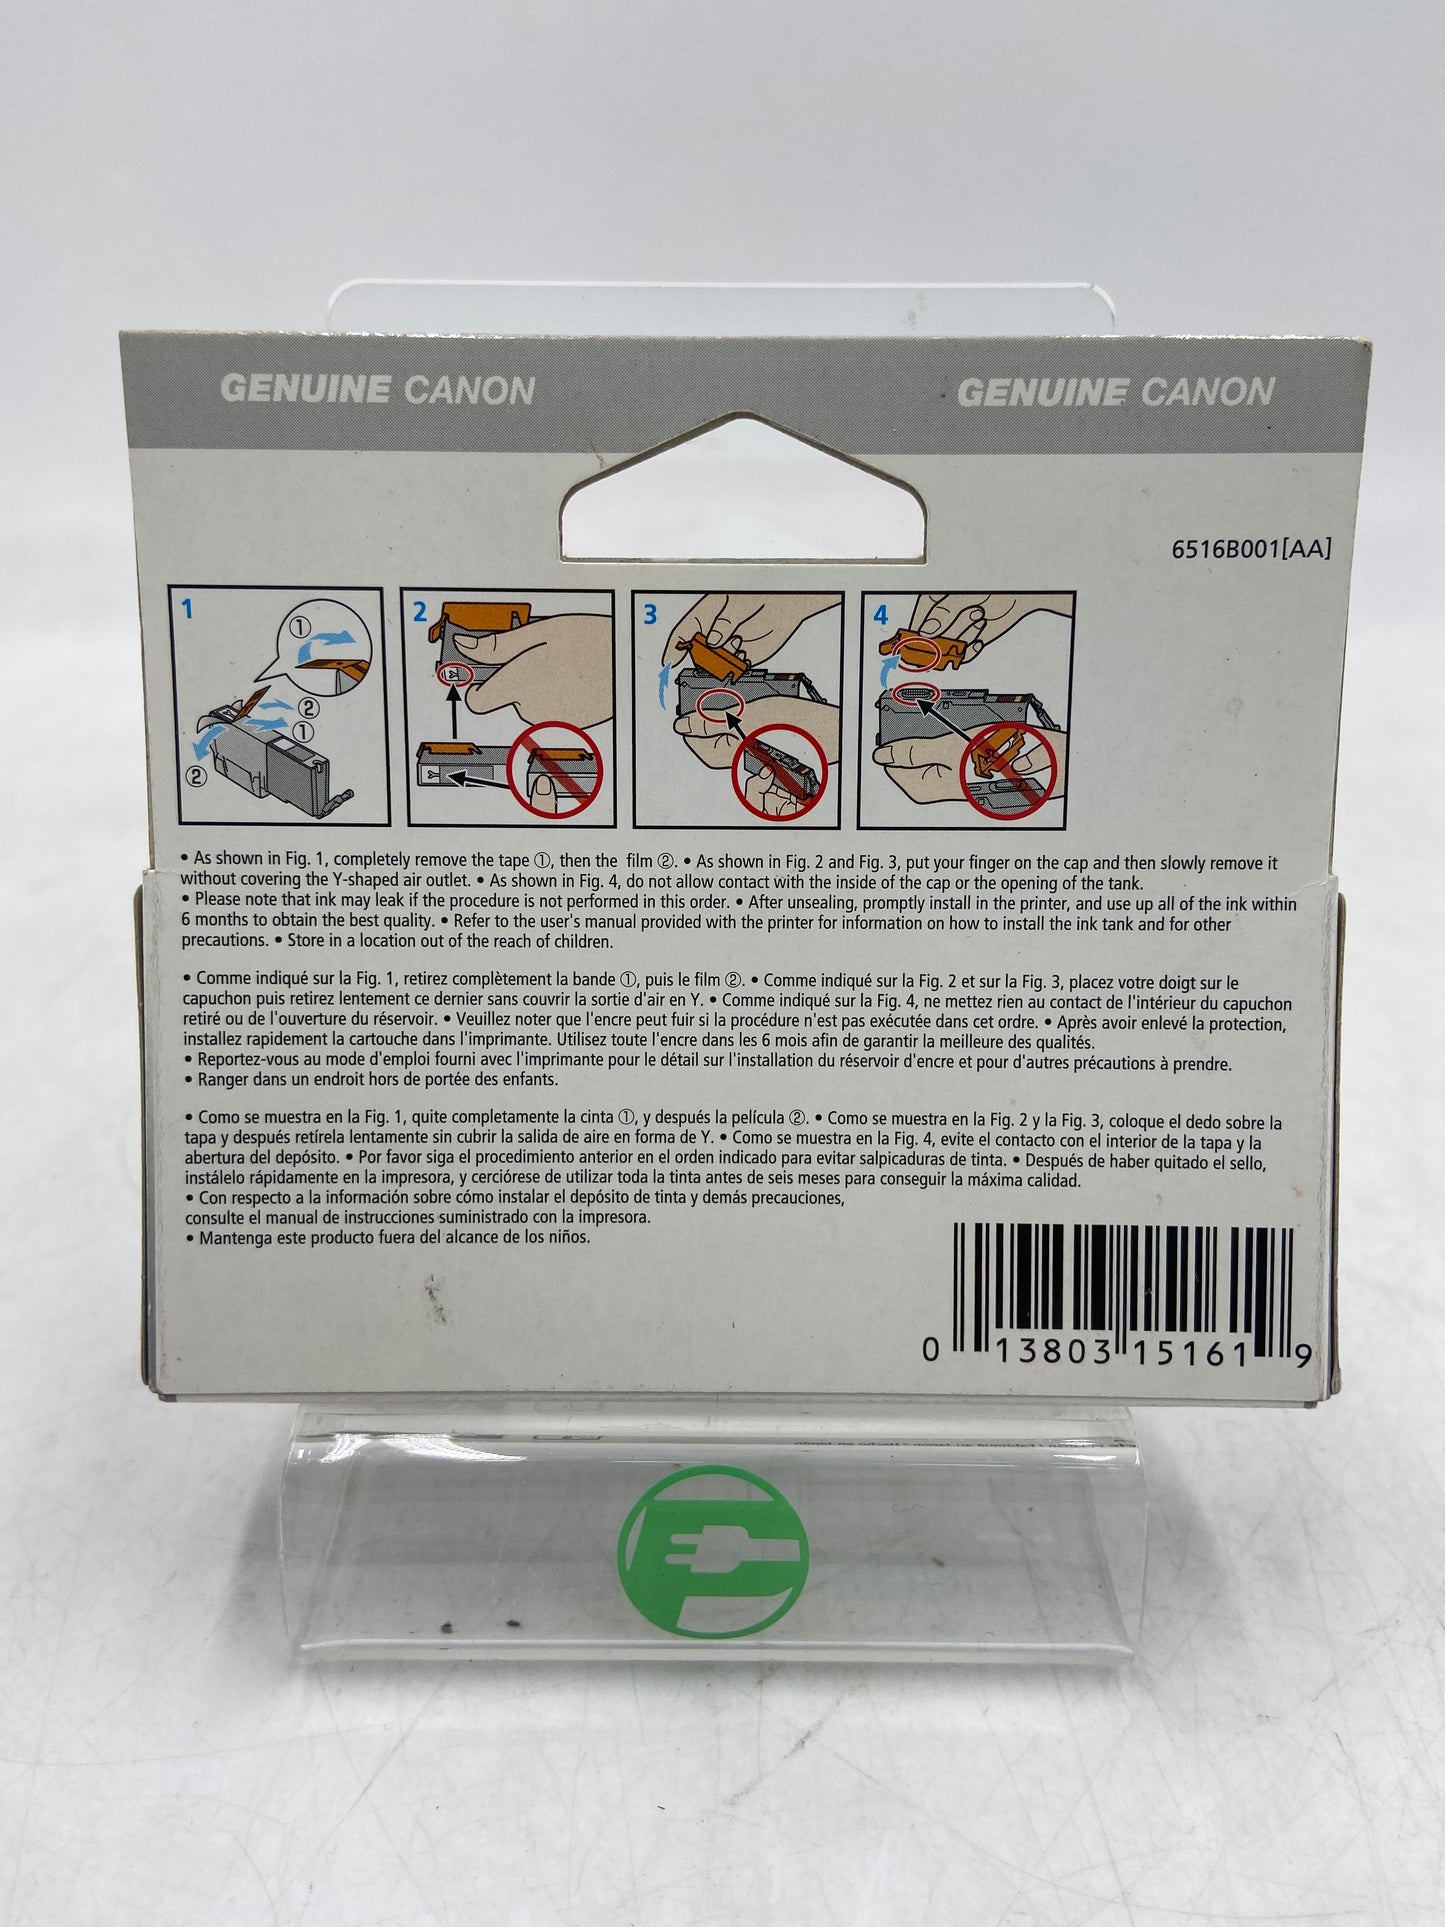 GENUINE CANON
GENUINE CANON
6516B001[AA]
1
①
②
①
②
2
3
4
• As shown in Fig. 1, completely remove the tape ①, then the film ②. • As shown in Fig. 2 and Fig. 3, put your finger on the cap and then slowly remove it
without covering the Y-shaped air outlet. • As shown in Fig. 4, do not allow contact with the inside of the cap or the opening of the tank.
• Please note that ink may leak if the procedure is not performed in this order. • After unsealing, promptly install in the printer, and use up all of the ink within
6 months to obtain the best quality. • Refer to the user's manual provided with the printer for information on how to install the ink tank and for other
precautions. • Store in a location out of the reach of children.
• Comme indiqué sur la Fig. 1, retirez complètement la bande ①, puis le film ②. • Comme indiqué sur la Fig. 2 et sur la Fig. 3, placez votre doigt sur le
capuchon puis retirez lentement ce dernier sans couvrir la sortie d'air en Y. • Comme indiqué sur la Fig. 4, ne mettez rien au contact de l'intérieur du capuchon
retiré ou de l'ouverture du réservoir. • Veuillez noter que l'encre peut fuir si la procédure n'est pas exécutée dans cet ordre. • Après avoir enlevé la protection,
installez rapidement la cartouche dans l'imprimante. Utilisez toute l'encre dans les 6 mois afin de garantir la meilleure des qualités.
• Reportez-vous au mode d'emploi fourni avec l'imprimante pour le détail sur l'installation du réservoir d'encre et pour d'autres précautions à prendre.
• Ranger dans un endroit hors de portée des enfants.
• Como se muestra en la Fig. 1, quite completamente la cinta ①, y después la película ②. • Como se muestra en la Fig. 2 y la Fig. 3, coloque el dedo sobre la
tapa y después retírela lentamente sin cubrir la salida de aire en forma de Y. • Como se muestra en la Fig. 4, evite el contacto con el interior de la tapa y la
abertura del depósito. • Por favor siga el procedimiento anterior en el orden indicado para evitar salpicaduras de tinta. • Después de haber quitado el sello,
instálelo rápidamente en la impresora, y cerciórese de utilizar toda la tinta antes de seis meses para conseguir la máxima calidad.
• Con respecto a la información sobre cómo instalar el depósito de tinta y demás precauciones,
consulte el manual de instrucciones suministrado con la impresora.
• Mantenga este producto fuera del alcance de los niños.
0 13803 15161 9